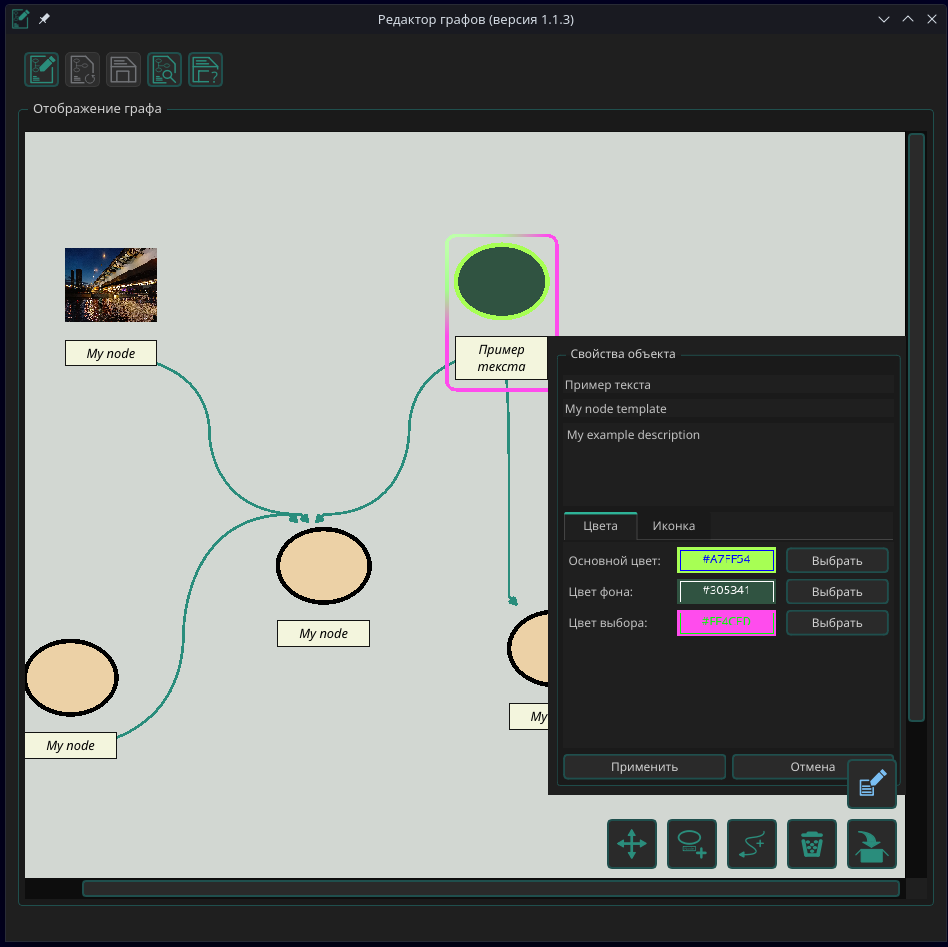 Редактор графов (версия 1.1.3)
Отображение графа
My node
Пример
текста
Свойства объекта
Пример текста
My node template
My example description
Цвета
Иконка
Основной цвет:
#A7FF54
Выбрать
Цвет фона:
#305341
Выбрать
Цвет выбора:
Выбрать
My node
My
My node
Применить
Отмена
?